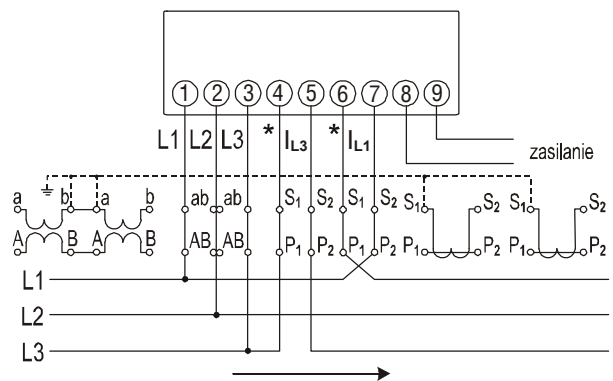 1 2 3 4 5 6 7 8 9
L1 L2 L3 * IL3 * IL1
zasilanie
a b a b ab ab S1 S2 S1 S2 S1 S2 S1 S2
A B A B AB AB P1 P2 P1 P2 P1 P2 P1 P2
L1
L2
L3